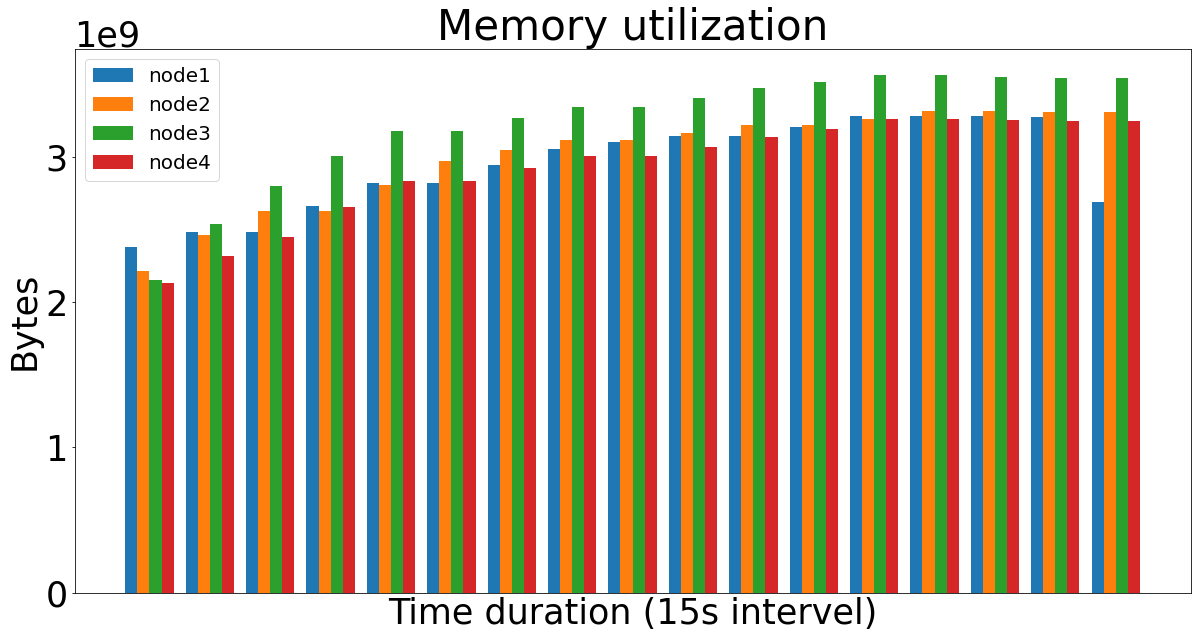 Memory utilization
1e9
node1
node2
node3
node4
3
2
1
0
Bytes
Time duration (15s intervel)